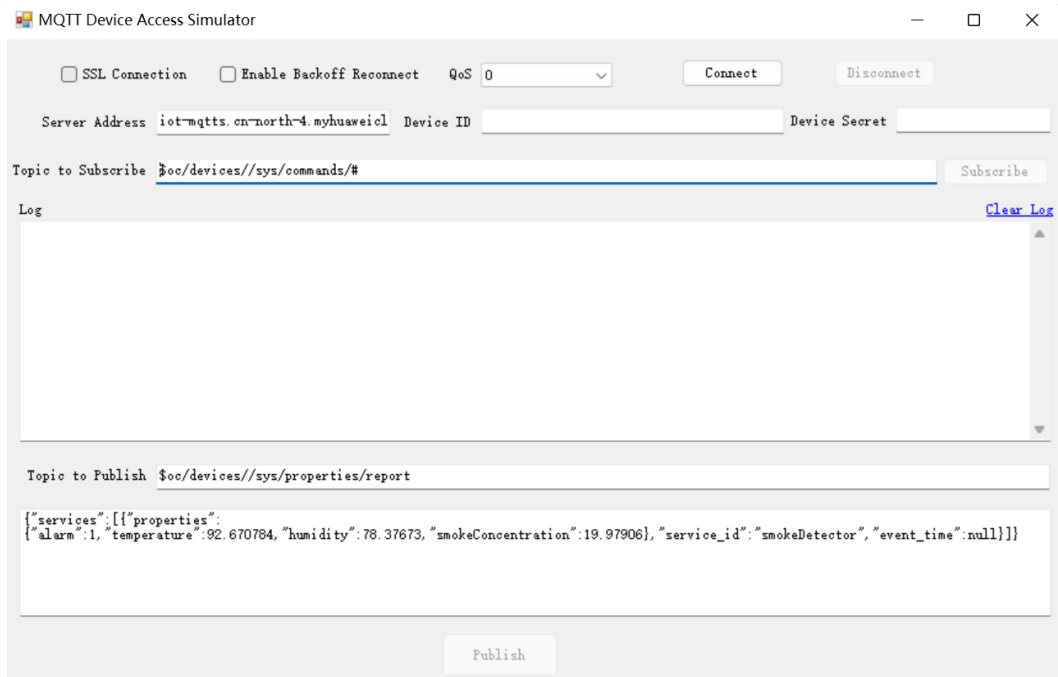 MQTT Device Access Simulator
SSL Connection Enable Backoff Reconnect QoS 0 Connect Disconnect
Server Address iot-mqtts.cn-north-4.myhuaweicl Device ID Device Secret
Topic to Subscribe $oc/devices//sys/commands/# Subscribe
Log Clear Log
Topic to Publish $oc/devices//sys/properties/report
{"services":[{"properties":
{"alarm":1,"temperature":92.670784,"humidity":78.37673,"smokeConcentration":19.97906},"service_id":"smokeDetector","event_time":null}]}
Publish